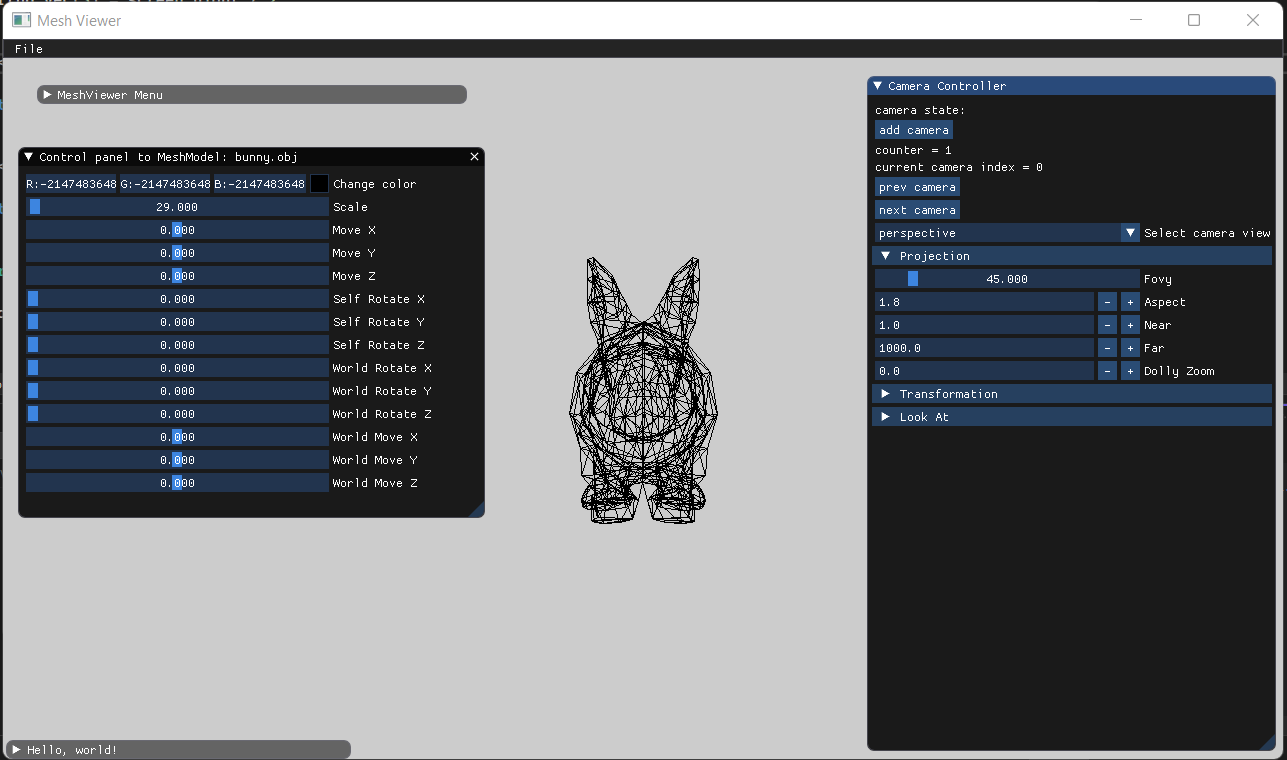 Mesh Viewer
File
MeshViewer Menu
Control panel to MeshModel: bunny.obj
R:-2147483648 G:-2147483648 B:-2147483648 Change color
29.000 Scale
0.000 Move X
0.000 Move Y
0.000 Move Z
0.000 Self Rotate X
0.000 Self Rotate Y
0.000 Self Rotate Z
0.000 World Rotate X
0.000 World Rotate Y
0.000 World Rotate Z
0.000 World Move X
0.000 World Move Y
0.000 World Move Z
Camera Controller
camera state:
add camera
counter = 1
current camera index = 0
prev camera
next camera
perspective Select camera view
Projection
45.000 Fovy
1.8 - + Aspect
1.0 - + Near
1000.0 - + Far
0.0 - + Dolly Zoom
Transformation
Look At
Hello, world!